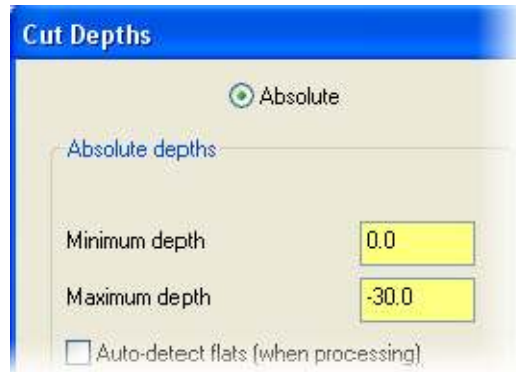 Cut Depths
Absolute
Absolute depths
Minimum depth 0.0
Maximum depth -30.0
Auto-detect flats (when processing)